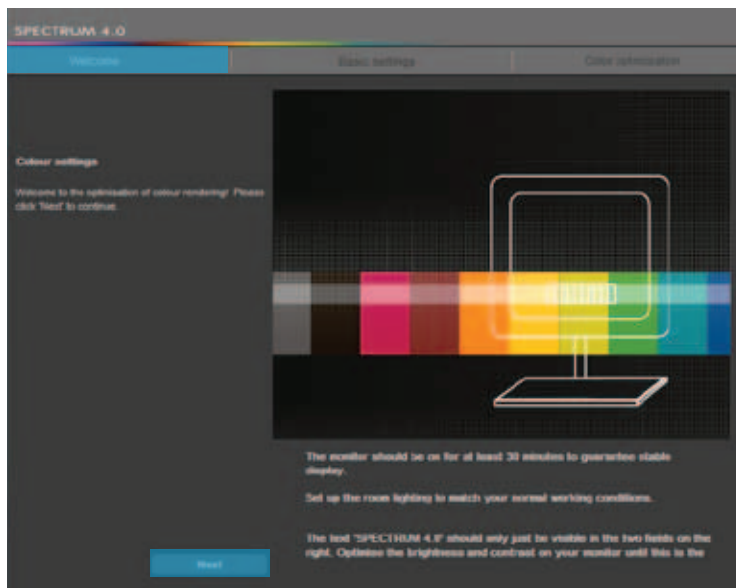 SPECTRUM 4.0
Welcome
Basic settings
Color optimisation
Colour settings
Welcome to the optimisation of colour rendering! Please
click 'Next' to continue.
The monitor should be on for at least 30 minutes to guarantee stable
display.
Set up the room lighting to match your normal working conditions.
The text 'SPECTRUM 4.0' should only just be visible in the two fields on the
right. Optimise the brightness and contrast on your monitor until this is the
Next